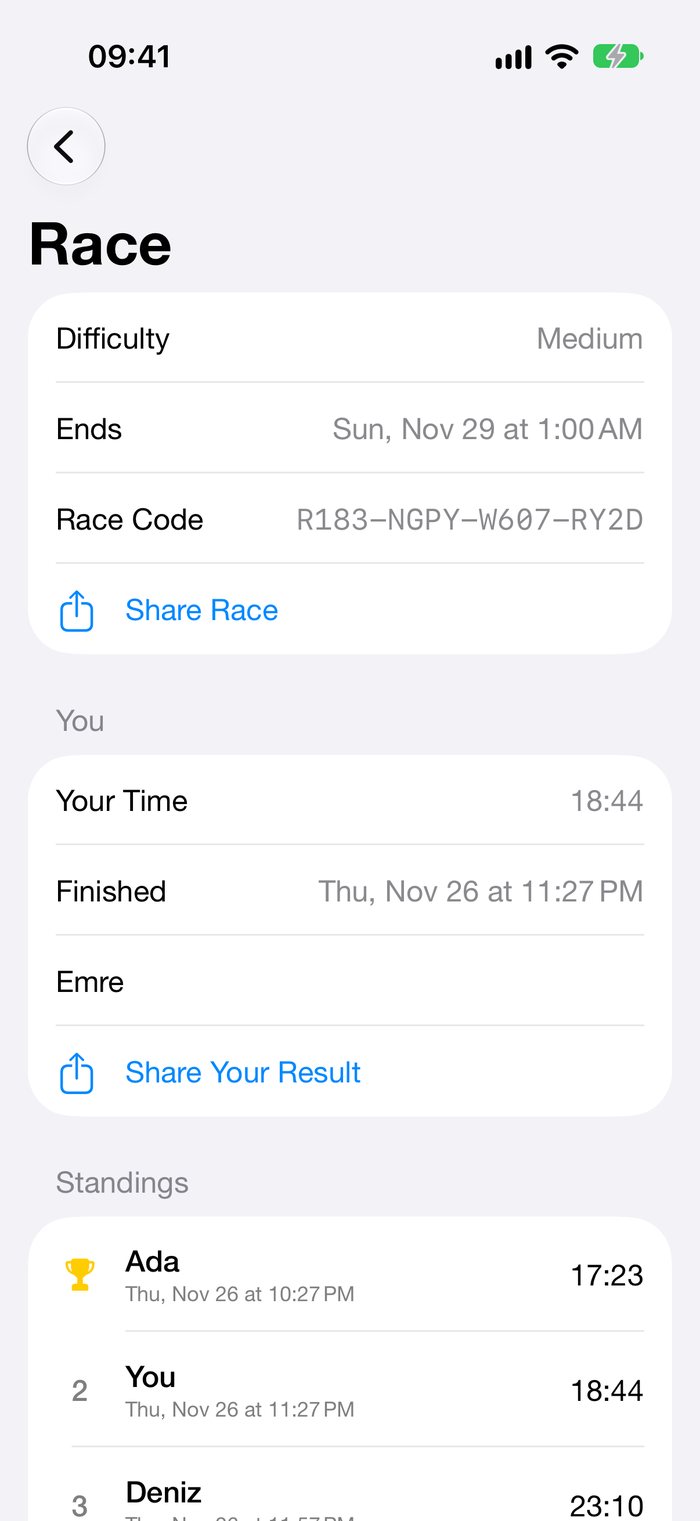 09:41
Race
Difficulty Medium
Ends Sun, Nov 29 at 1:00 AM
Race Code R183-NGPY-W607-RY2D
Share Race
You
Your Time 18:44
Finished Thu, Nov 26 at 11:27 PM
Emre
Share Your Result
Standings
Ada
17:23
Thu, Nov 26 at 10:27 PM
2 You
18:44
Thu, Nov 26 at 11:27 PM
3 Deniz
23:10